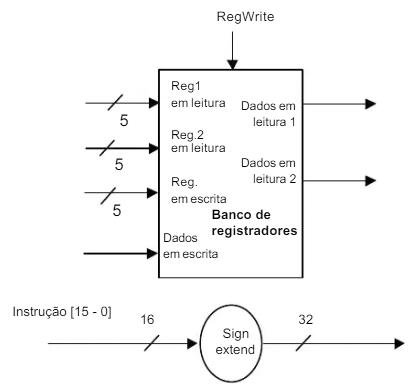 RegWrite
Reg1
em leitura
Dados em
leitura 1
5
Reg.2
em leitura
5
Dados em
leitura 2
Reg.
em escrita
5
Banco de
registradores
Dados
em escrita
Instrução [15 - 0]
16
32
Sign
extend